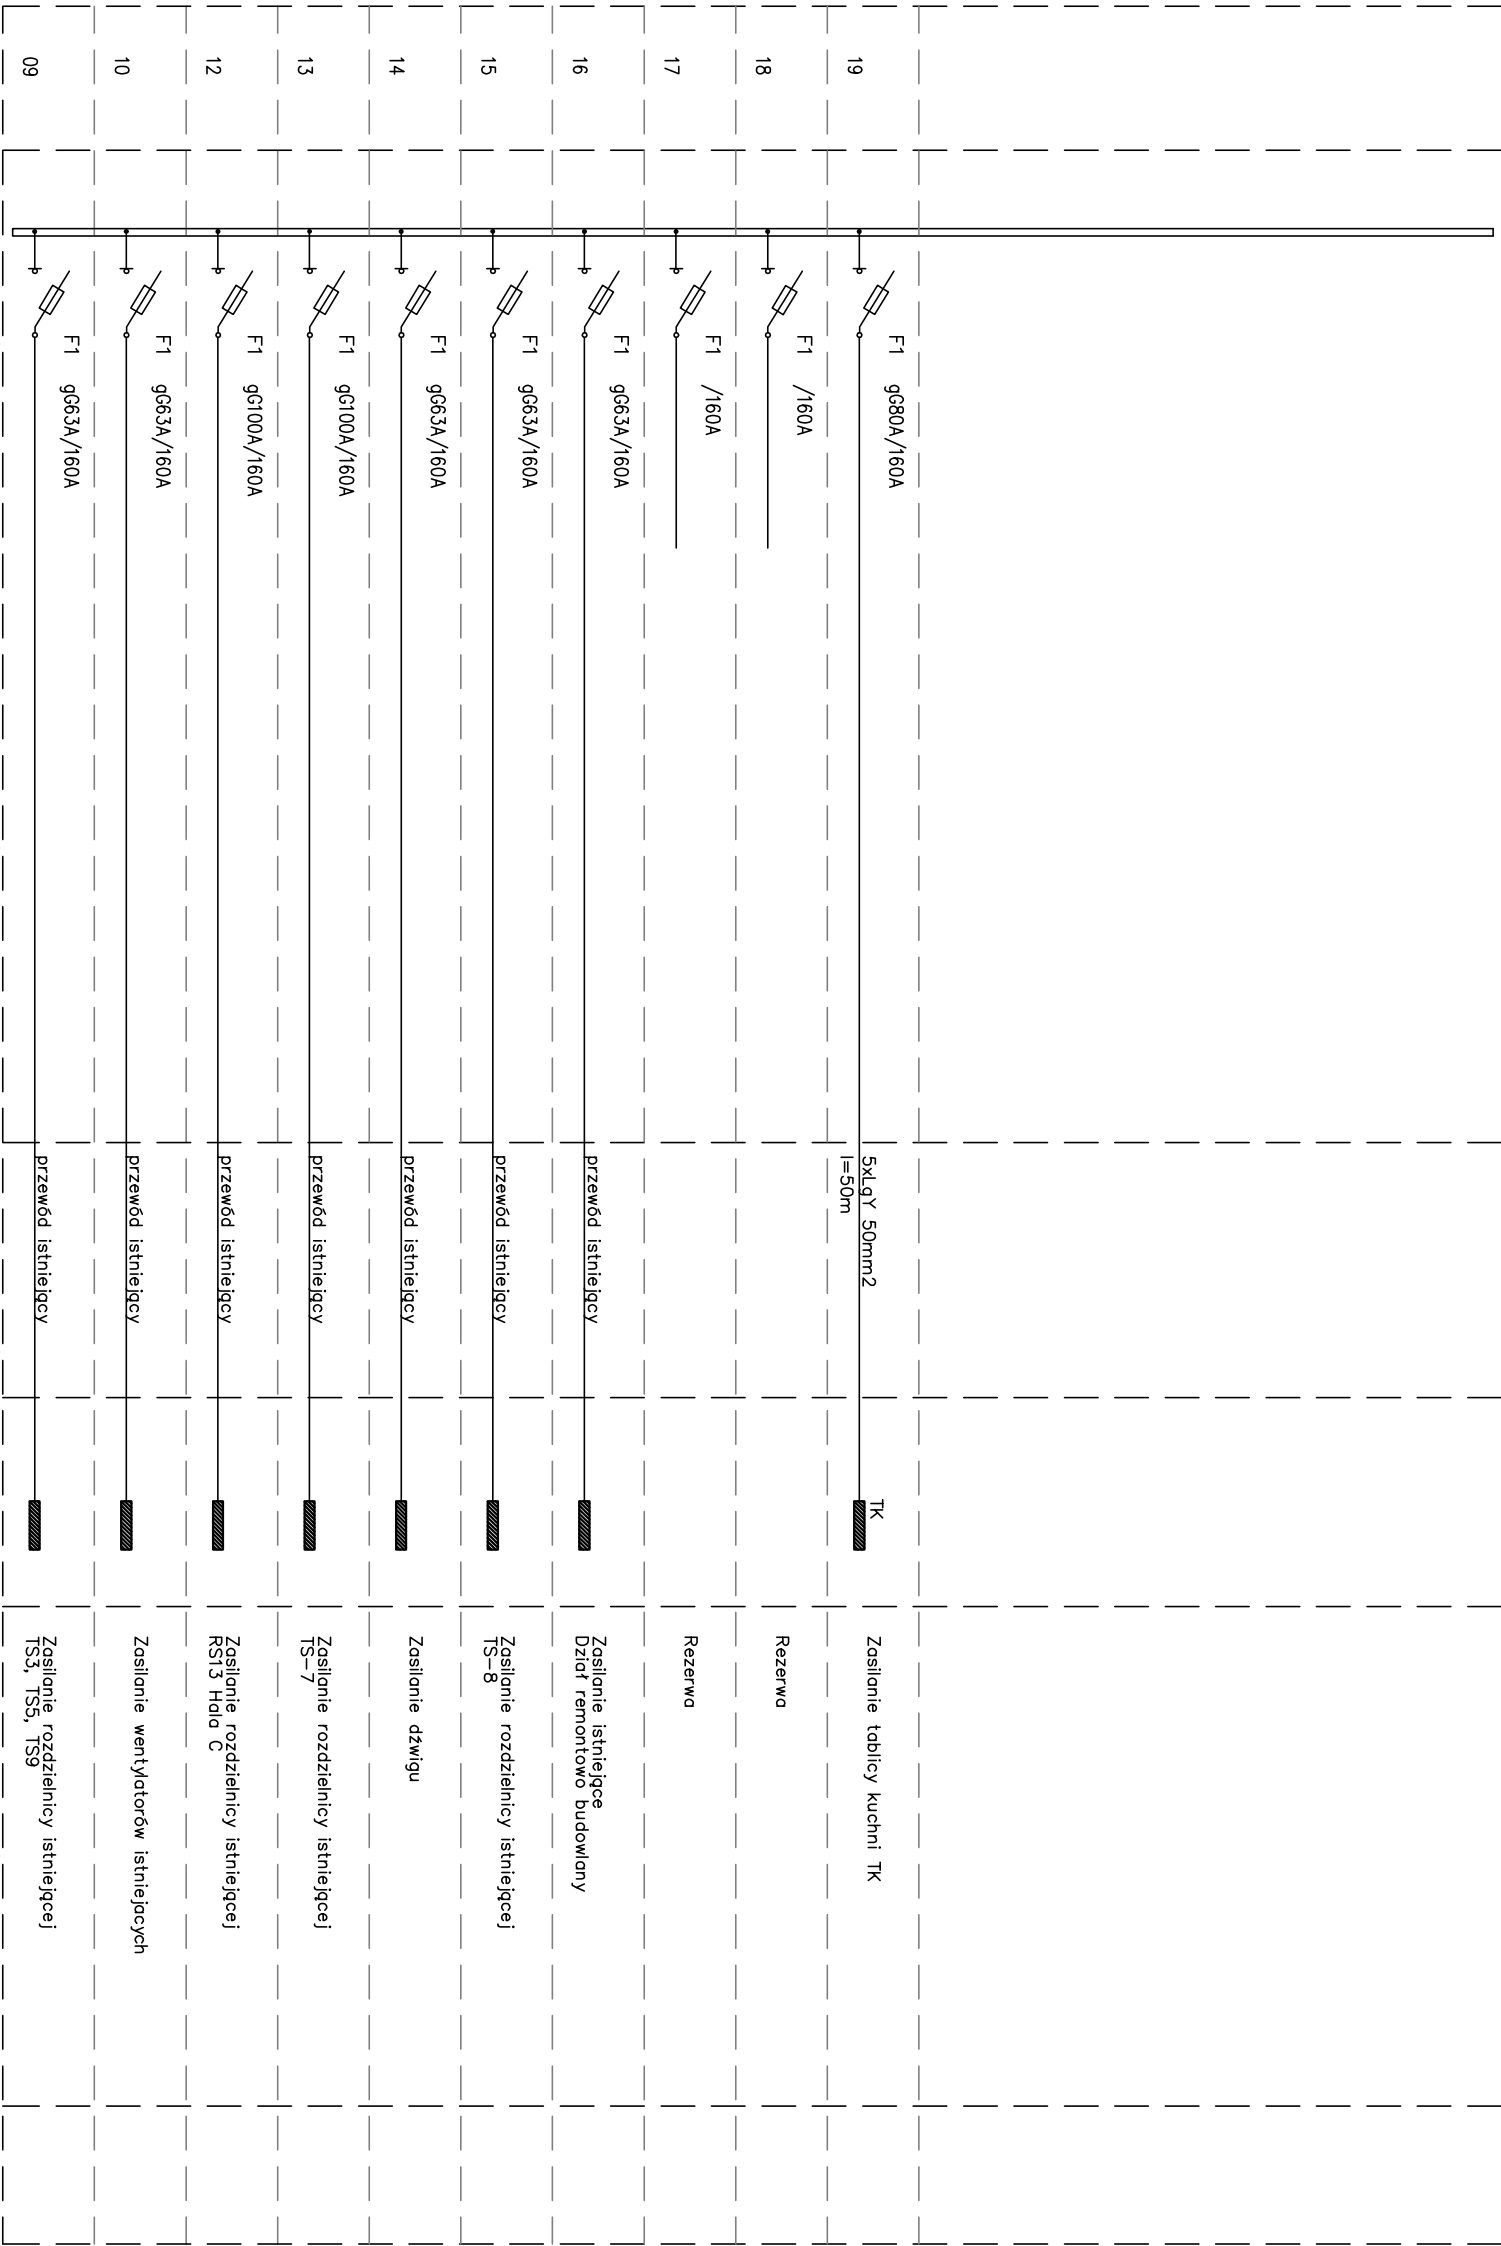 09
F1 gG63A/160A
przewód istniejący
Zasilanie rozdzielnicy istniejącej
TS3, TS5, TS9
10
F1 gG63A/160A
przewód istniejący
Zasilanie wentylatorów istniejacych
12
F1 gG100A/160A
przewód istniejący
Zasilanie rozdzielnicy istniejącej
RS13 Hala C
13
F1 gG100A/160A
przewód istniejący
Zasilanie rozdzielnicy istniejącej
TS-7
14
F1 gG63A/160A
przewód istniejący
Zasilanie dźwigu
15
F1 gG63A/160A
przewód istniejący
Zasilanie rozdzielnicy istniejącej
TS-8
16
F1 gG63A/160A
przewód istniejący
Zasilanie istniejące
Dział remontowo budowlany
17
F1 /160A
Rezerwa
18
F1 /160A
Rezerwa
19
F1 gG80A/160A
5xLgY 50mm2
l=50m
TK
Zasilanie tablicy kuchni TK